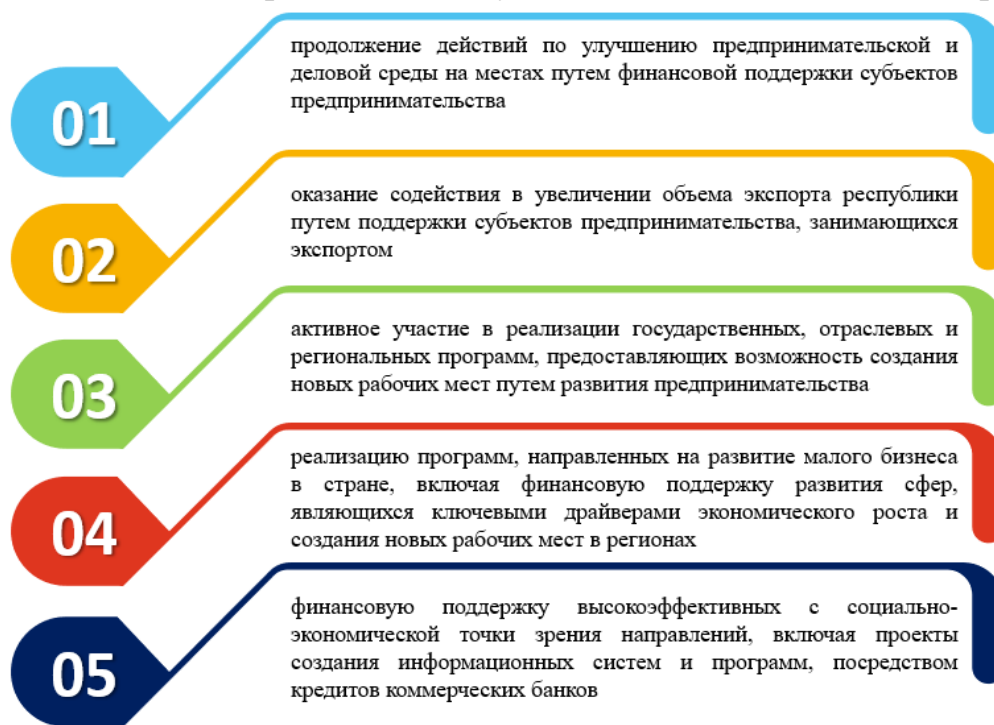 01
продолжение действий по улучшению предпринимательской и
деловой среды на местах путем финансовой поддержки субъектов
предпринимательства
02
оказание содействия в увеличении объема экспорта республики
путем поддержки субъектов предпринимательства, занимающихся
экспортом
03
активное участие в реализации государственных, отраслевых и
региональных программ, предоставляющих возможность создания
новых рабочих мест путем развития предпринимательства
04
реализацию программ, направленных на развитие малого бизнеса
в стране, включая финансовую поддержку развития сфер,
являющихся ключевыми драйверами экономического роста и
создания новых рабочих мест в регионах
05
финансовую поддержку высокоэффективных с социально-
экономической точки зрения направлений, включая проекты
создания информационных систем и программ, посредством
кредитов коммерческих банков